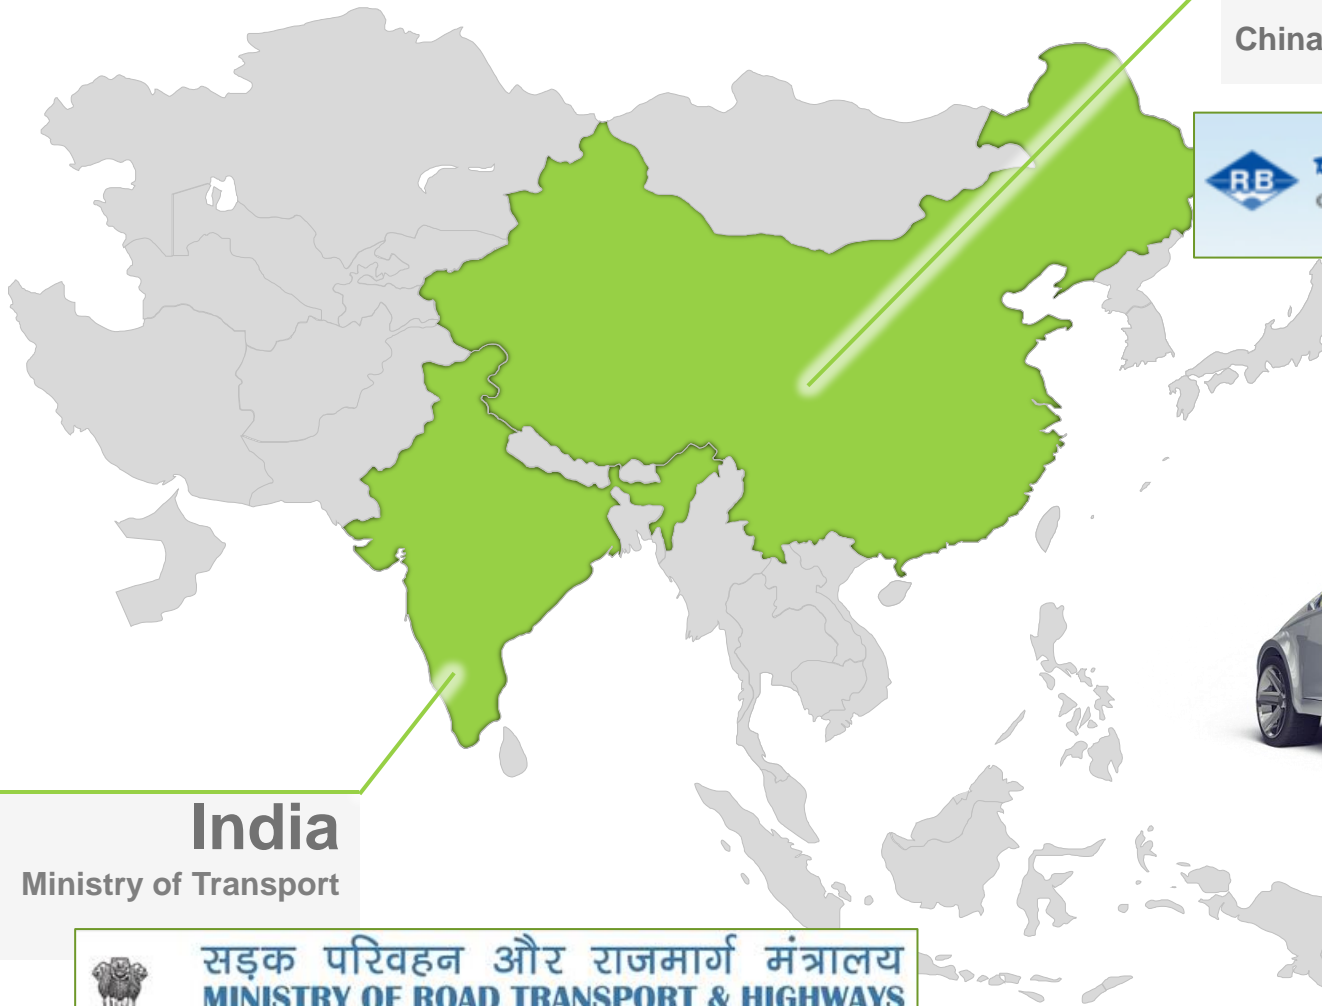 China
RB
India
Ministry of Transport
सड़क परिवहन और राजमार्ग मंत्रालय
MINISTRY OF ROAD TRANSPORT & HIGHWAYS